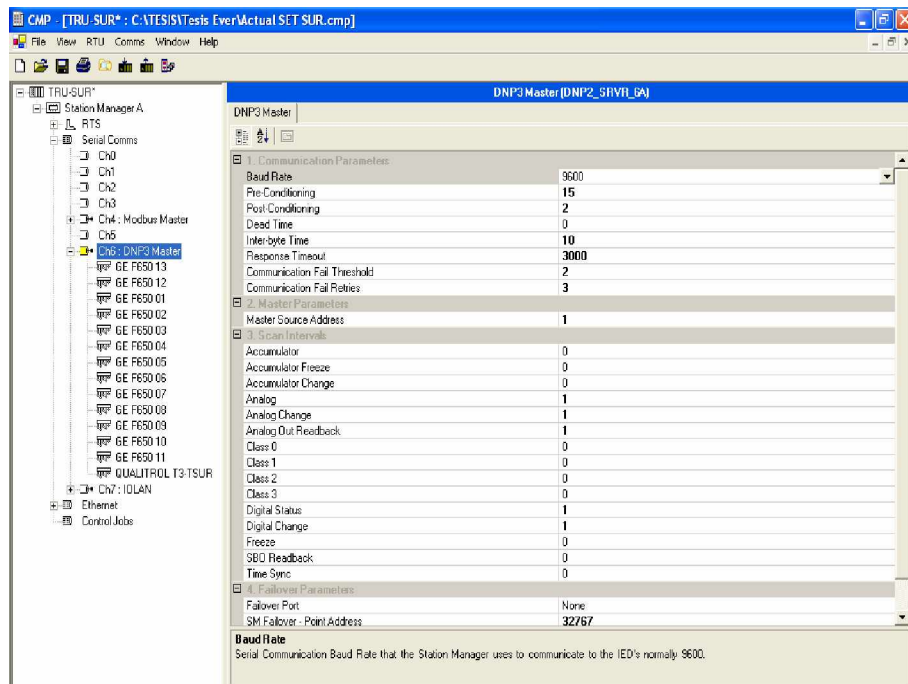 CMP - [TRU-SUR* : C:\TESIS\Tesis Ever\Actual SET SUR.cmp]
File View RTU Comms Window Help
TRU-SUR*
Station Manager A
RTS
Serial Comms
Ch0
Ch1
Ch2
Ch3
Ch4 : Modbus Master
Ch5
Ch6 : DNP3 Master
GE F650 13
GE F650 12
GE F650 01
GE F650 02
GE F650 03
GE F650 04
GE F650 05
GE F650 06
GE F650 07
GE F650 08
GE F650 09
GE F650 10
GE F650 11
QUALITROL T3-TSUR
Ch7 : IOLAN
Ethernet
Control Jobs
DNP3 Master (DNP2_SRVR_6A)
DNP3 Master
1. Communication Parameters
Baud Rate 9600
Pre-Conditioning 15
Post-Conditioning 2
Dead Time 0
Inter-byte Time 10
Response Timeout 3000
Communication Fail Threshold 2
Communication Fail Retries 3
2. Master Parameters
Master Source Address 1
3. Scan Intervals
Accumulator 0
Accumulator Freeze 0
Accumulator Change 0
Analog 1
Analog Change 1
Analog Out Readback 1
Class 0 0
Class 1 0
Class 2 0
Class 3 0
Digital Status 1
Digital Change 1
Freeze 0
SBO Readback 0
Time Sync 0
4. Failover Parameters
Failover Port None
SM Failover - Point Address 32767
Baud Rate
Serial Communication Baud Rate that the Station Manager uses to communicate to the IED's normally 9600.